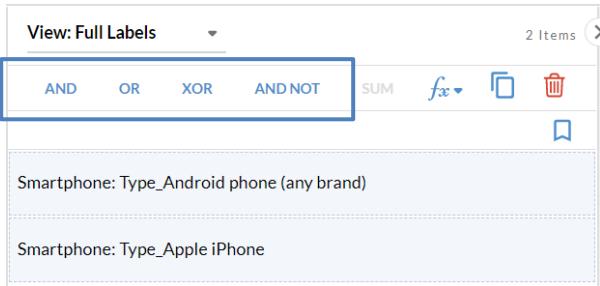 View: Full Labels
2 Items
AND OR XOR AND NOT SUM fx
Smartphone: Type_Android phone (any brand)
Smartphone: Type_Apple iPhone